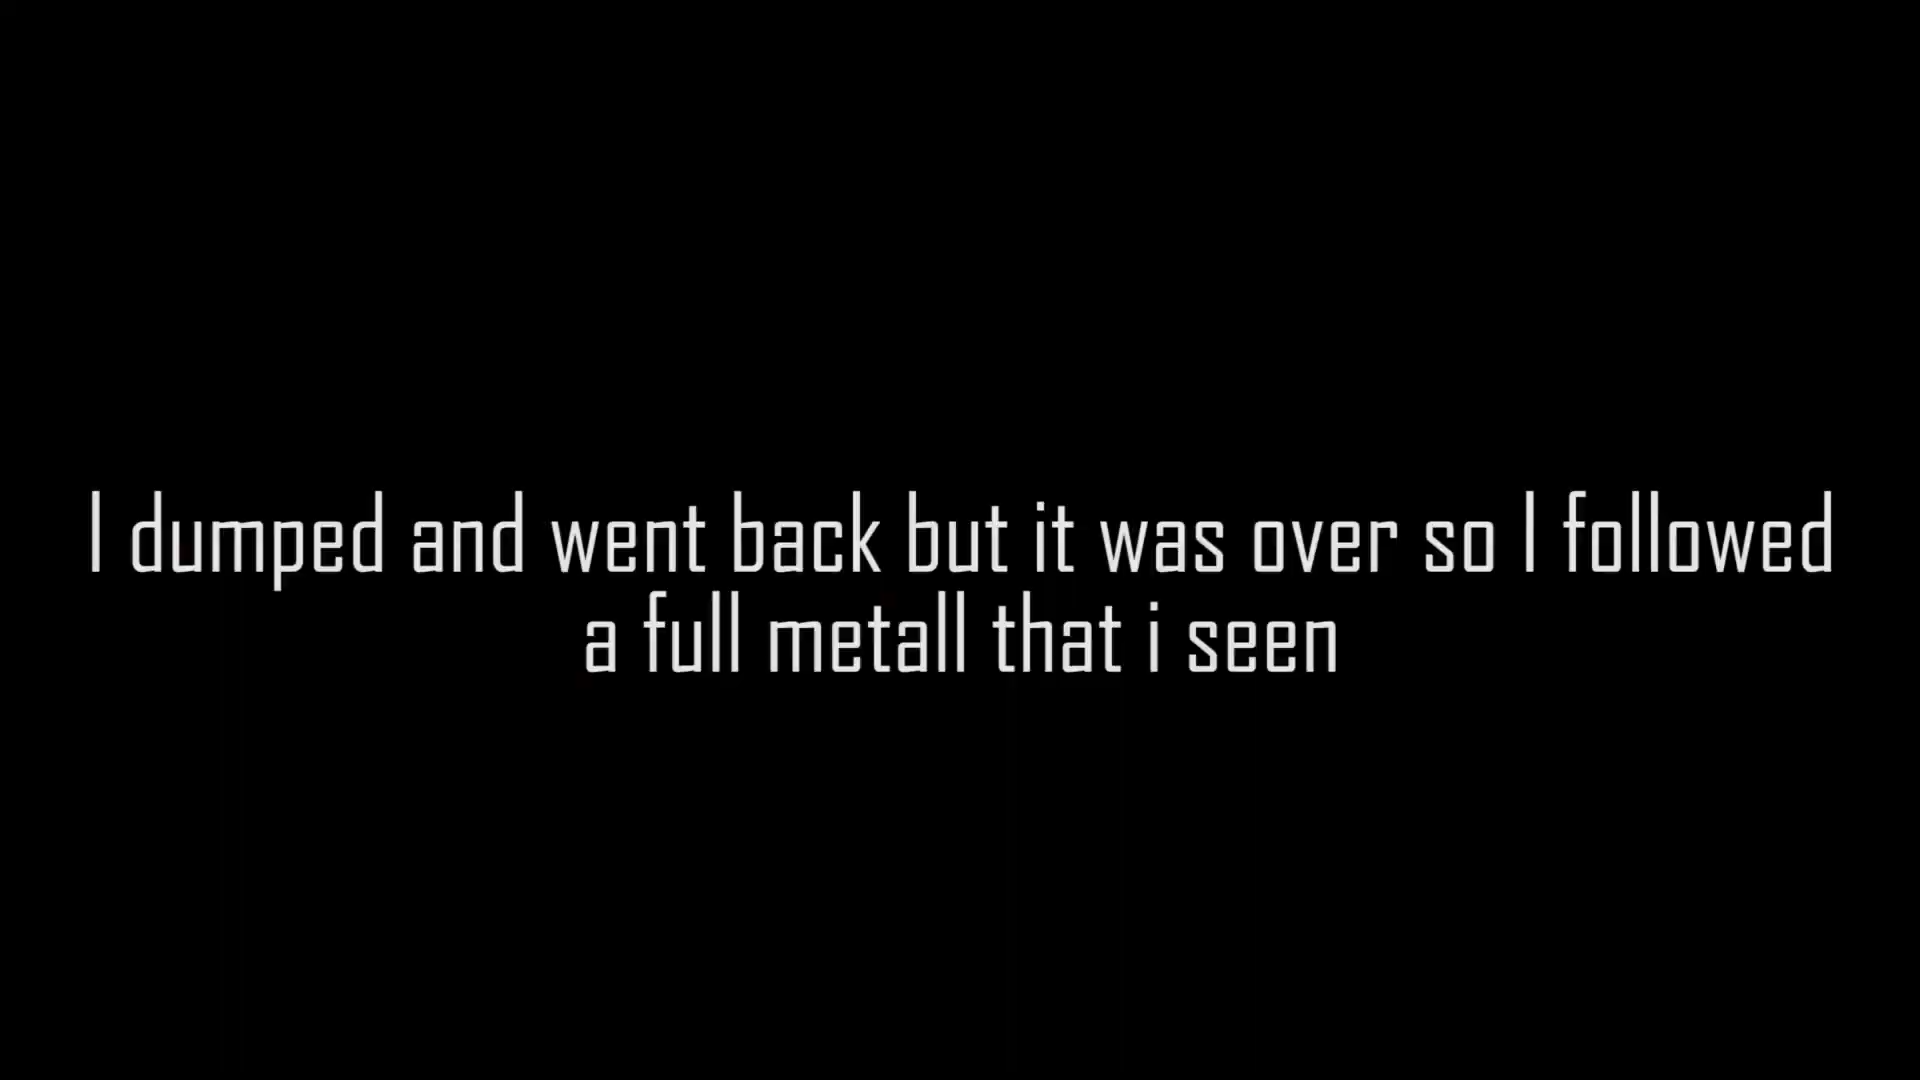 I dumped and went back but it was over so I followed
a full metall that i seen